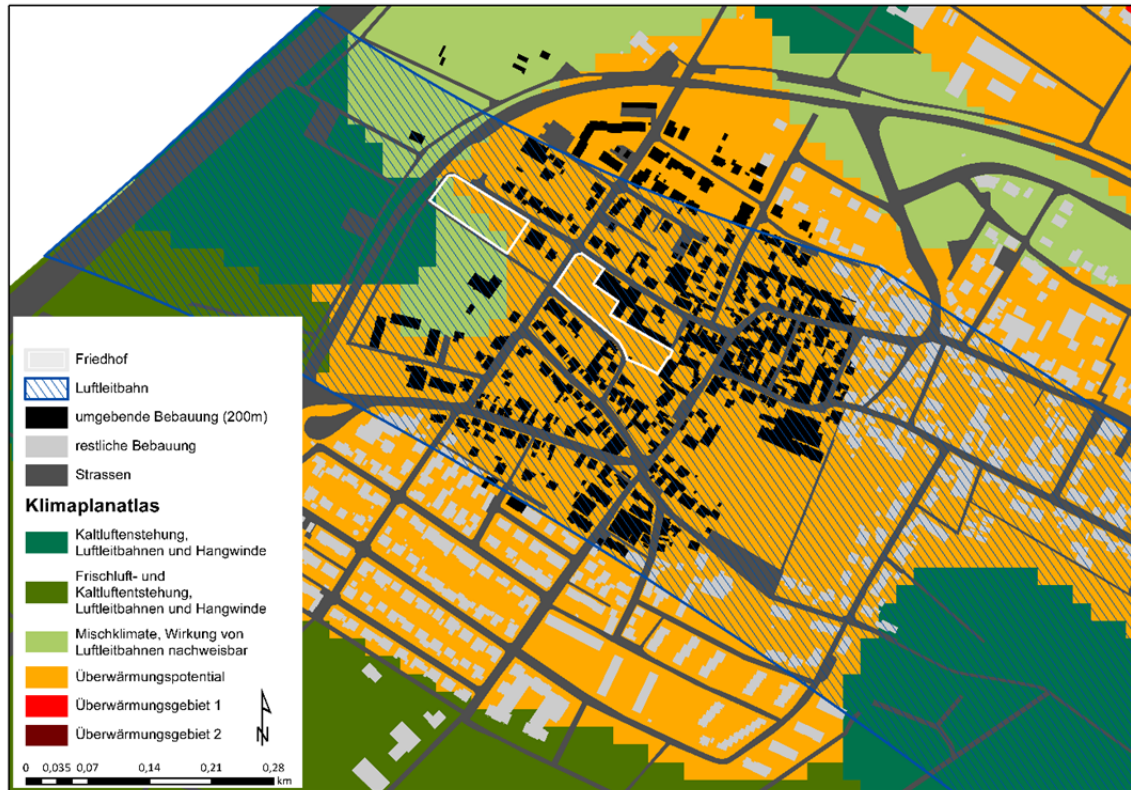 Friedhof
Luftleitbahn
umgebende Bebauung (200m)
restliche Bebauung
Strassen
Klimaplanatlas
Kaltluftenstehung,
Luftleitbahnen und Hangwinde
Frischluft- und
Kaltluftentstehung,
Luftleitbahnen und Hangwinde
Mischklimate, Wirkung von
Luftleitbahnen nachweisbar
Überwärmungspotential
Überwärmungsgebiet 1
Überwärmungsgebiet 2
N
0 0,035 0,07 0,14 0,21 0,28
km